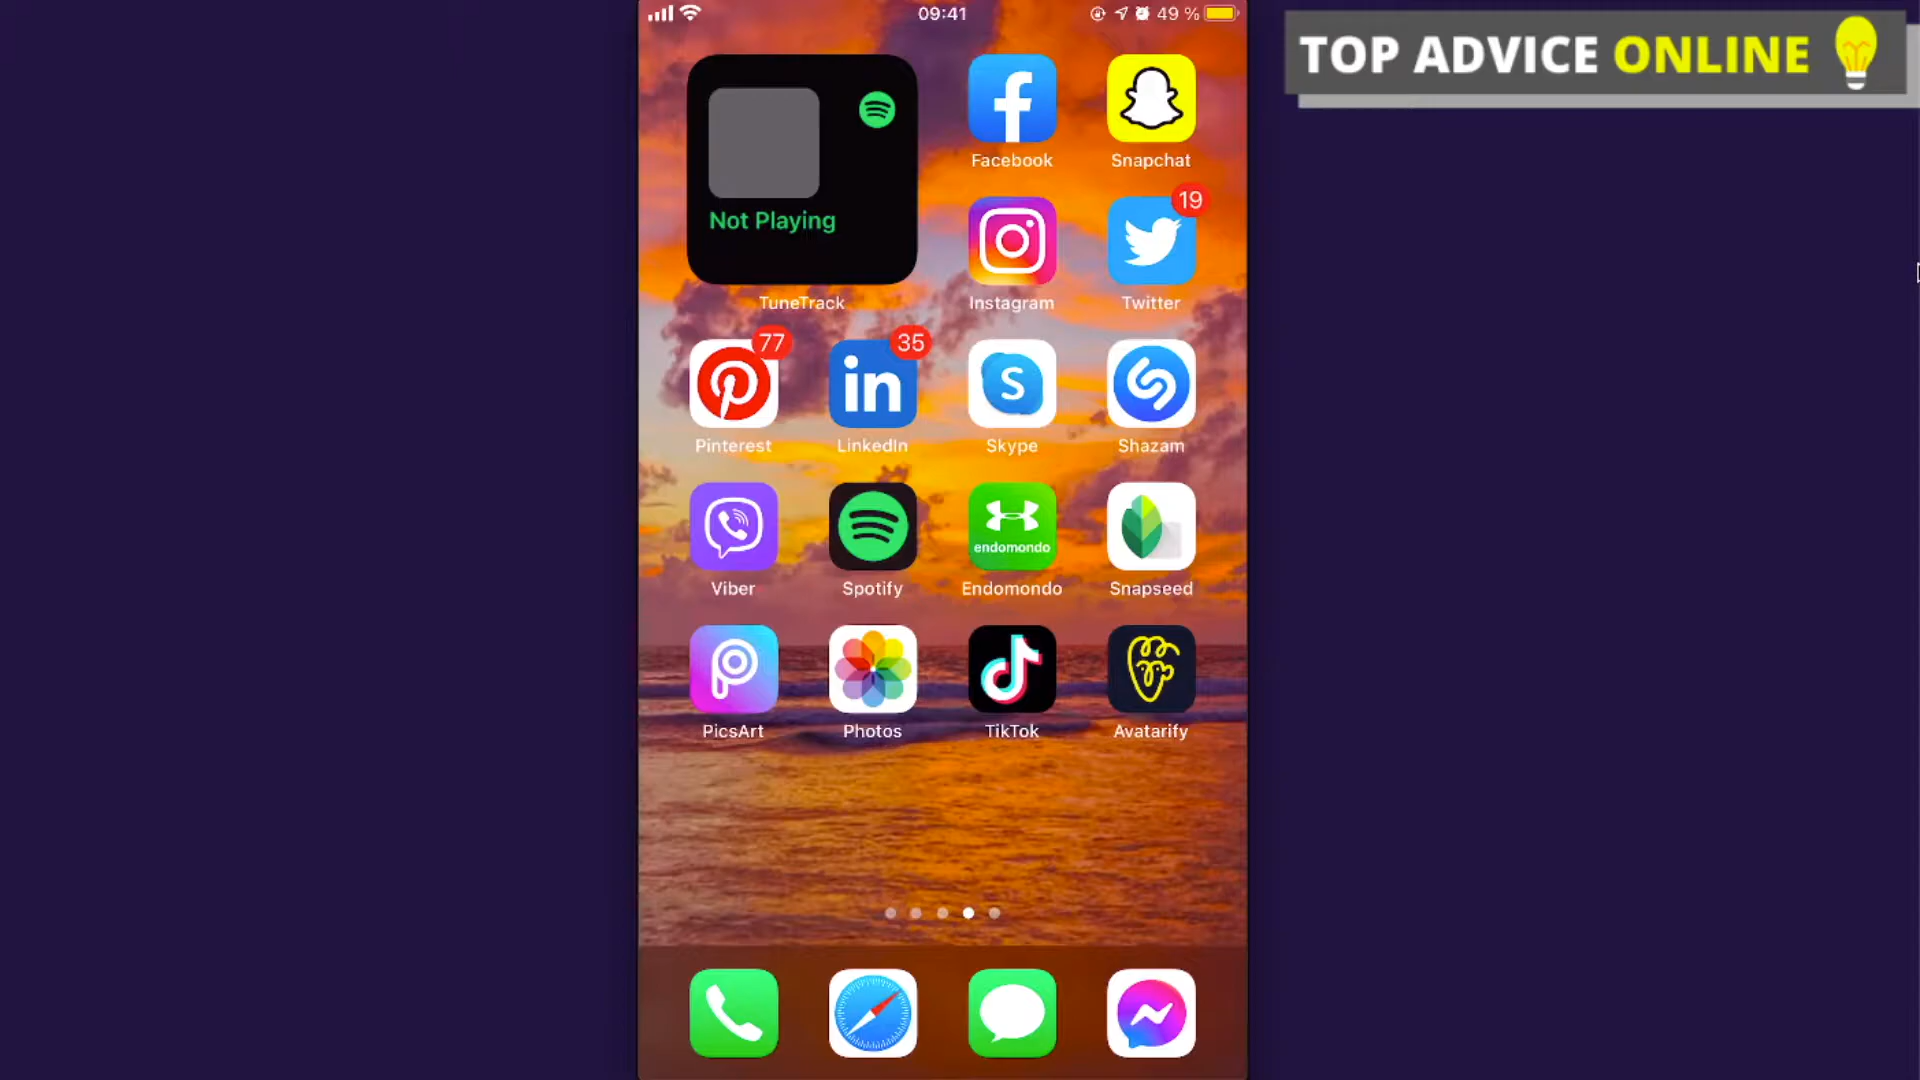 09:41
49 %
TOP ADVICE ONLINE
Not Playing
TuneTrack
Facebook
Snapchat
19
Instagram
Twitter
77
35
in
S
Pinterest
LinkedIn
Skype
Shazam
endomondo
Viber
Spotify
Endomondo
Snapseed
PicsArt
Photos
TikTok
Avatarify